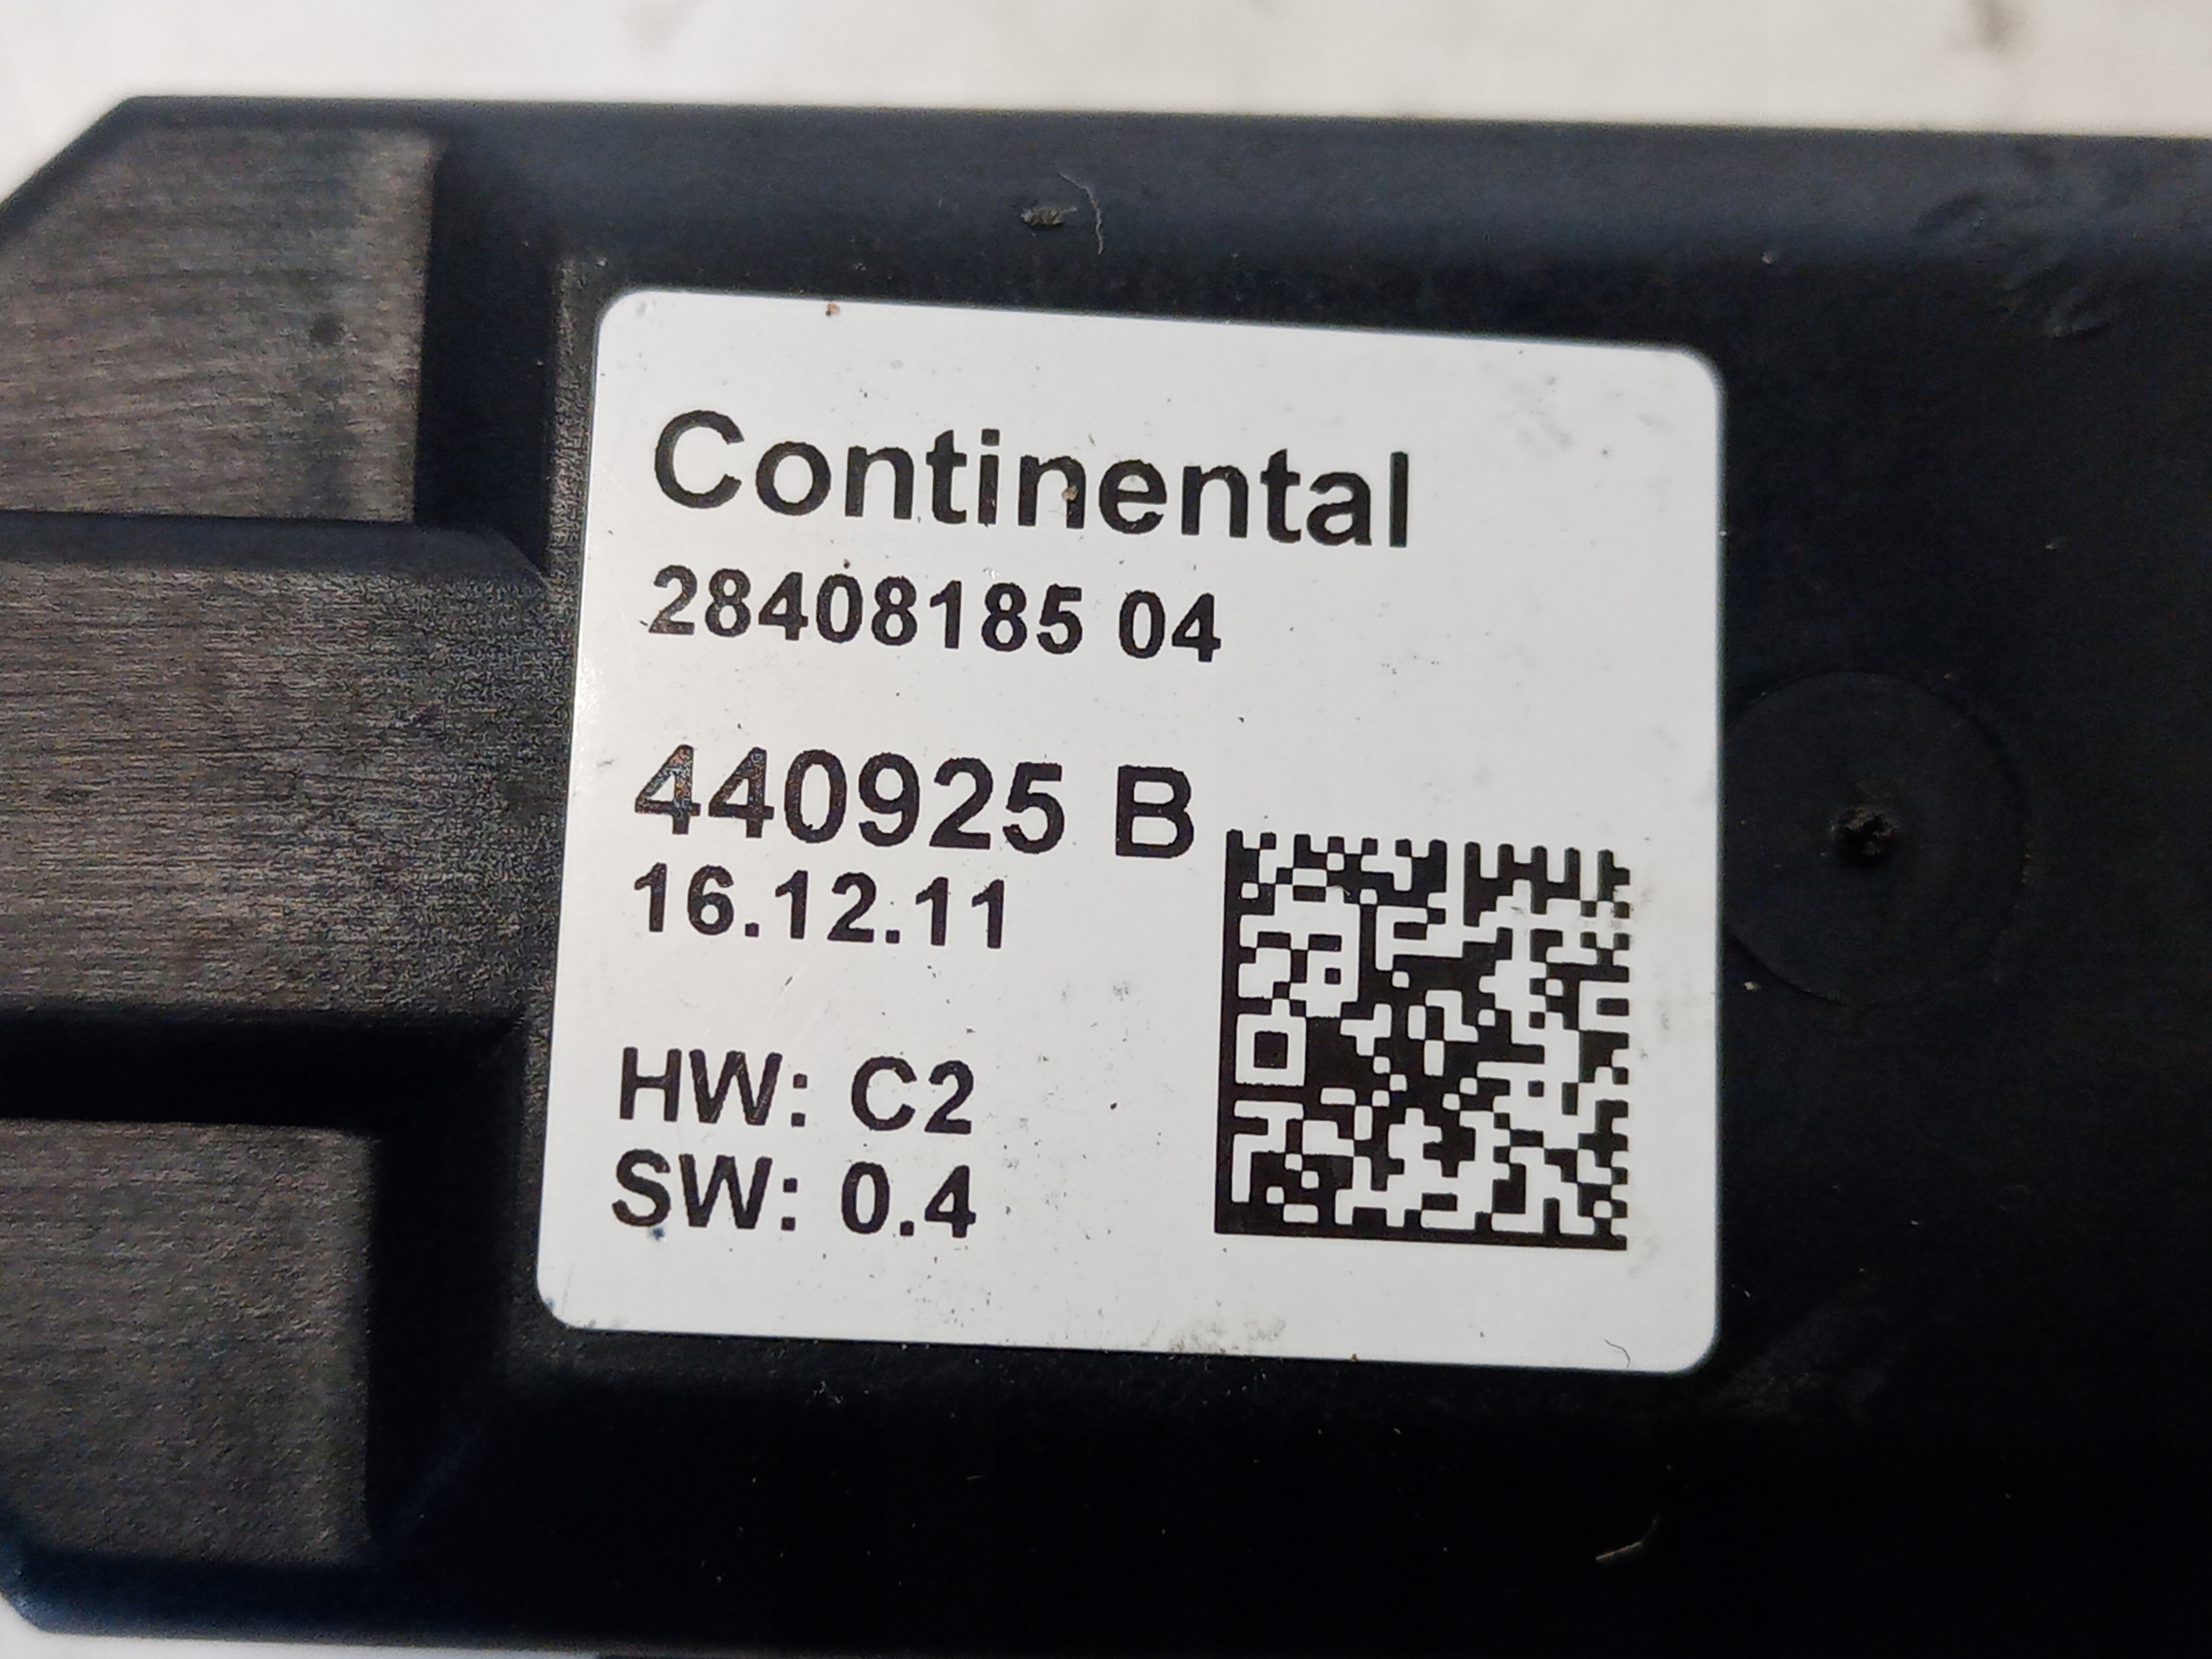 Continental
28408185 04
440925 B
16.12.11
HW: C2
SW: 0.4